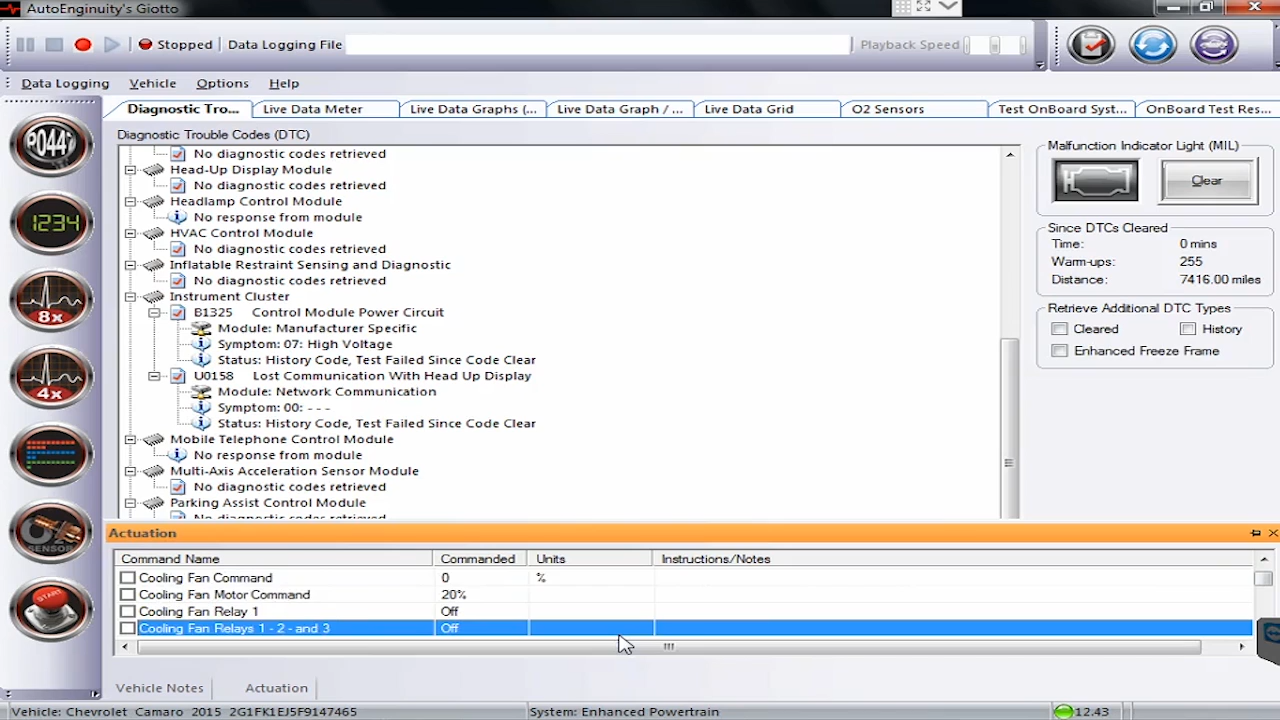 AutoEnginuity's Giotto
Stopped Data Logging File Playback Speed
Data Logging Vehicle Options Help
Diagnostic Tro... Live Data Meter Live Data Graphs (... Live Data Graph / ... Live Data Grid O2 Sensors Test OnBoard Syst... OnBoard Test Res...
Diagnostic Trouble Codes (DTC)
No diagnostic codes retrieved
Head-Up Display Module
No diagnostic codes retrieved
Headlamp Control Module
No response from module
HVAC Control Module
No diagnostic codes retrieved
Inflatable Restraint Sensing and Diagnostic
No diagnostic codes retrieved
Instrument Cluster
B1325 Control Module Power Circuit
Module: Manufacturer Specific
Symptom: 07: High Voltage
Status: History Code, Test Failed Since Code Clear
U0158 Lost Communication With Head Up Display
Module: Network Communication
Symptom: 00: - - -
Status: History Code, Test Failed Since Code Clear
Mobile Telephone Control Module
No response from module
Multi-Axis Acceleration Sensor Module
No diagnostic codes retrieved
Parking Assist Control Module
No diagnostic codes retrieved
Malfunction Indicator Light (MIL)
Clear
Since DTCs Cleared
Time: 0 mins
Warm-ups: 255
Distance: 7416.00 miles
Retrieve Additional DTC Types
Cleared History
Enhanced Freeze Frame
P044
1234
8x
4x
O2
SENSOR
START
Actuation
Command Name Commanded Units Instructions/Notes
Cooling Fan Command 0 %
Cooling Fan Motor Command 20%
Cooling Fan Relay 1 Off
Cooling Fan Relays 1 - 2 - and 3 Off
Vehicle Notes Actuation
Vehicle: Chevrolet Camaro 2015 2G1FK1EJ5F9147465 System: Enhanced Powertrain 12.43